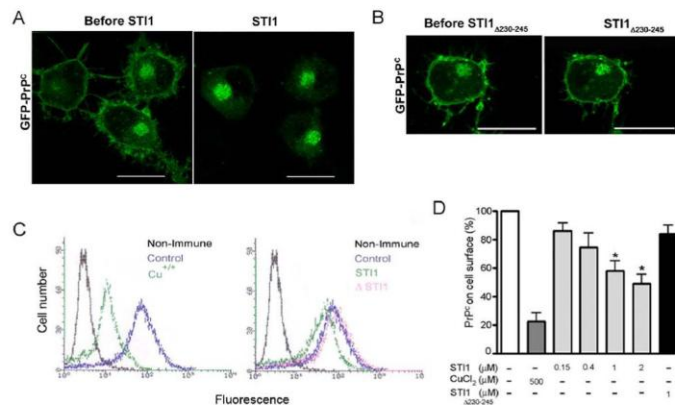 A
Before STI1
STI1
GFP-PrPᶜ
B
Before STI1Δ230-245
STI1Δ230-245
GFP-PrPᶜ
C
Non-Immune
Control
Cu+/+
Non-Immune
Control
STI1
Δ STI1
Cell number
Fluorescence
D
PrPᶜ on cell surface (%)
100
80
60
40
20
0
* *
STI1 (µM) - - 0.15 0.4 1 2 -
CuCl2 (µM) - 500 - - - - -
STI1Δ230-245 (µM) - - - - - - 1